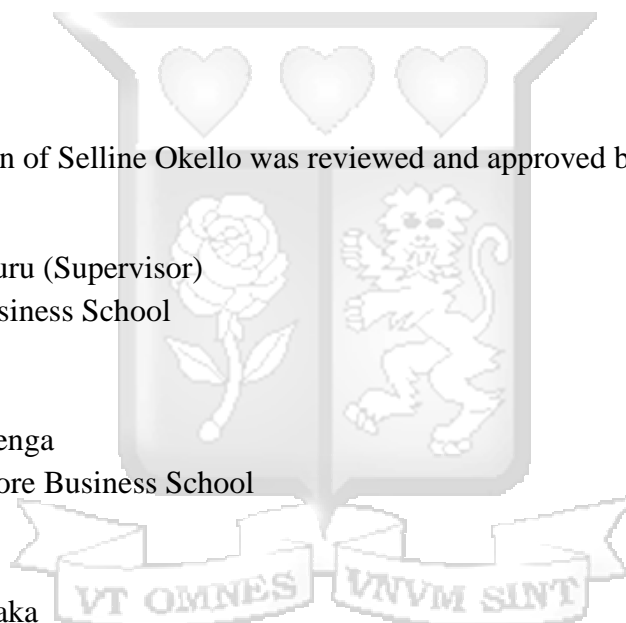 n of Selline Okello was reviewed and approved b
uru (Supervisor)
siness School
enga
ore Business School
aka
VT OMNES VNVM SINT